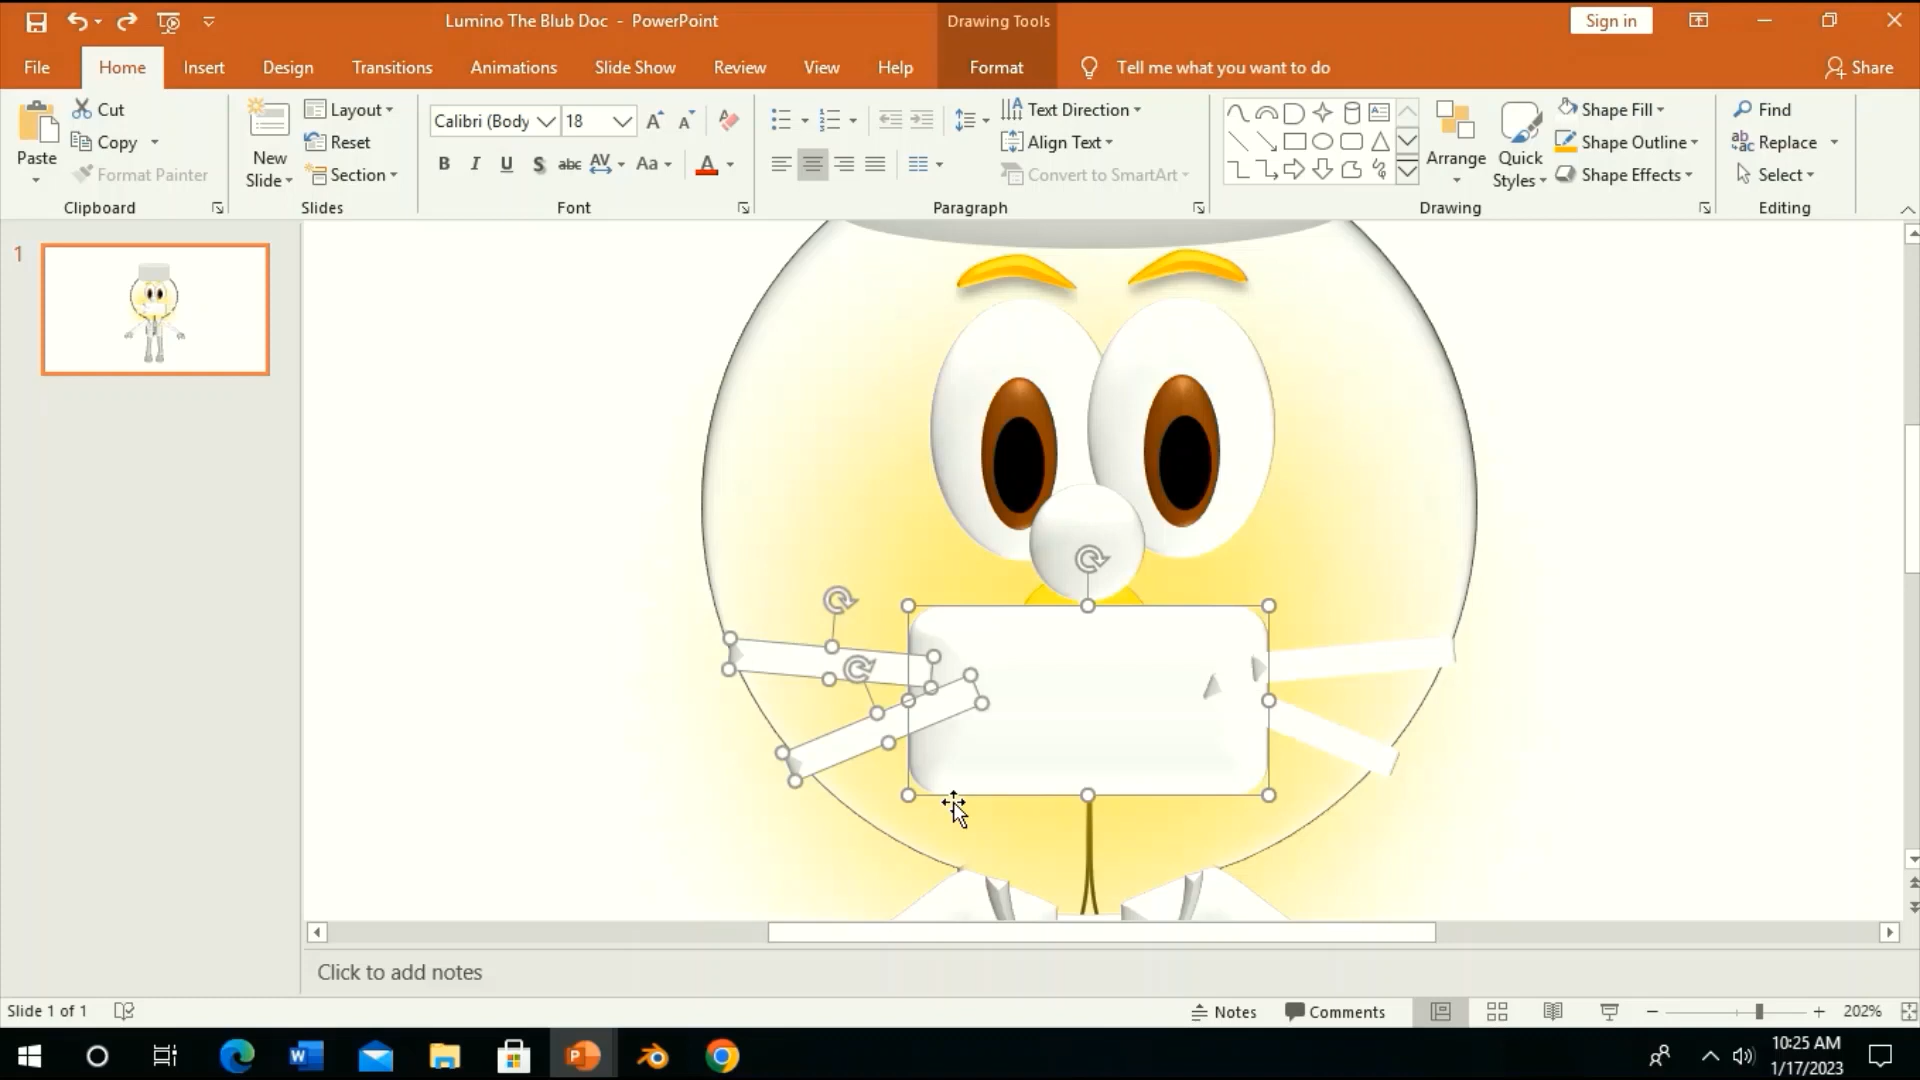 Lumino The Blub Doc - PowerPoint
Drawing Tools
Sign in
File
Home
Insert
Design
Transitions
Animations
Slide Show
Review
View
Help
Format
Tell me what you want to do
Share
Paste
Cut
Copy
Format Painter
Clipboard
New Slide
Layout
Reset
Section
Slides
Calibri (Body
18
B I U S abc AV Aa A
Font
Text Direction
Align Text
Convert to SmartArt
Paragraph
Arrange
Quick Styles
Shape Fill
Shape Outline
Shape Effects
Drawing
Find
Replace
Select
Editing
1
Click to add notes
Slide 1 of 1
Notes
Comments
202%
10:25 AM
1/17/2023